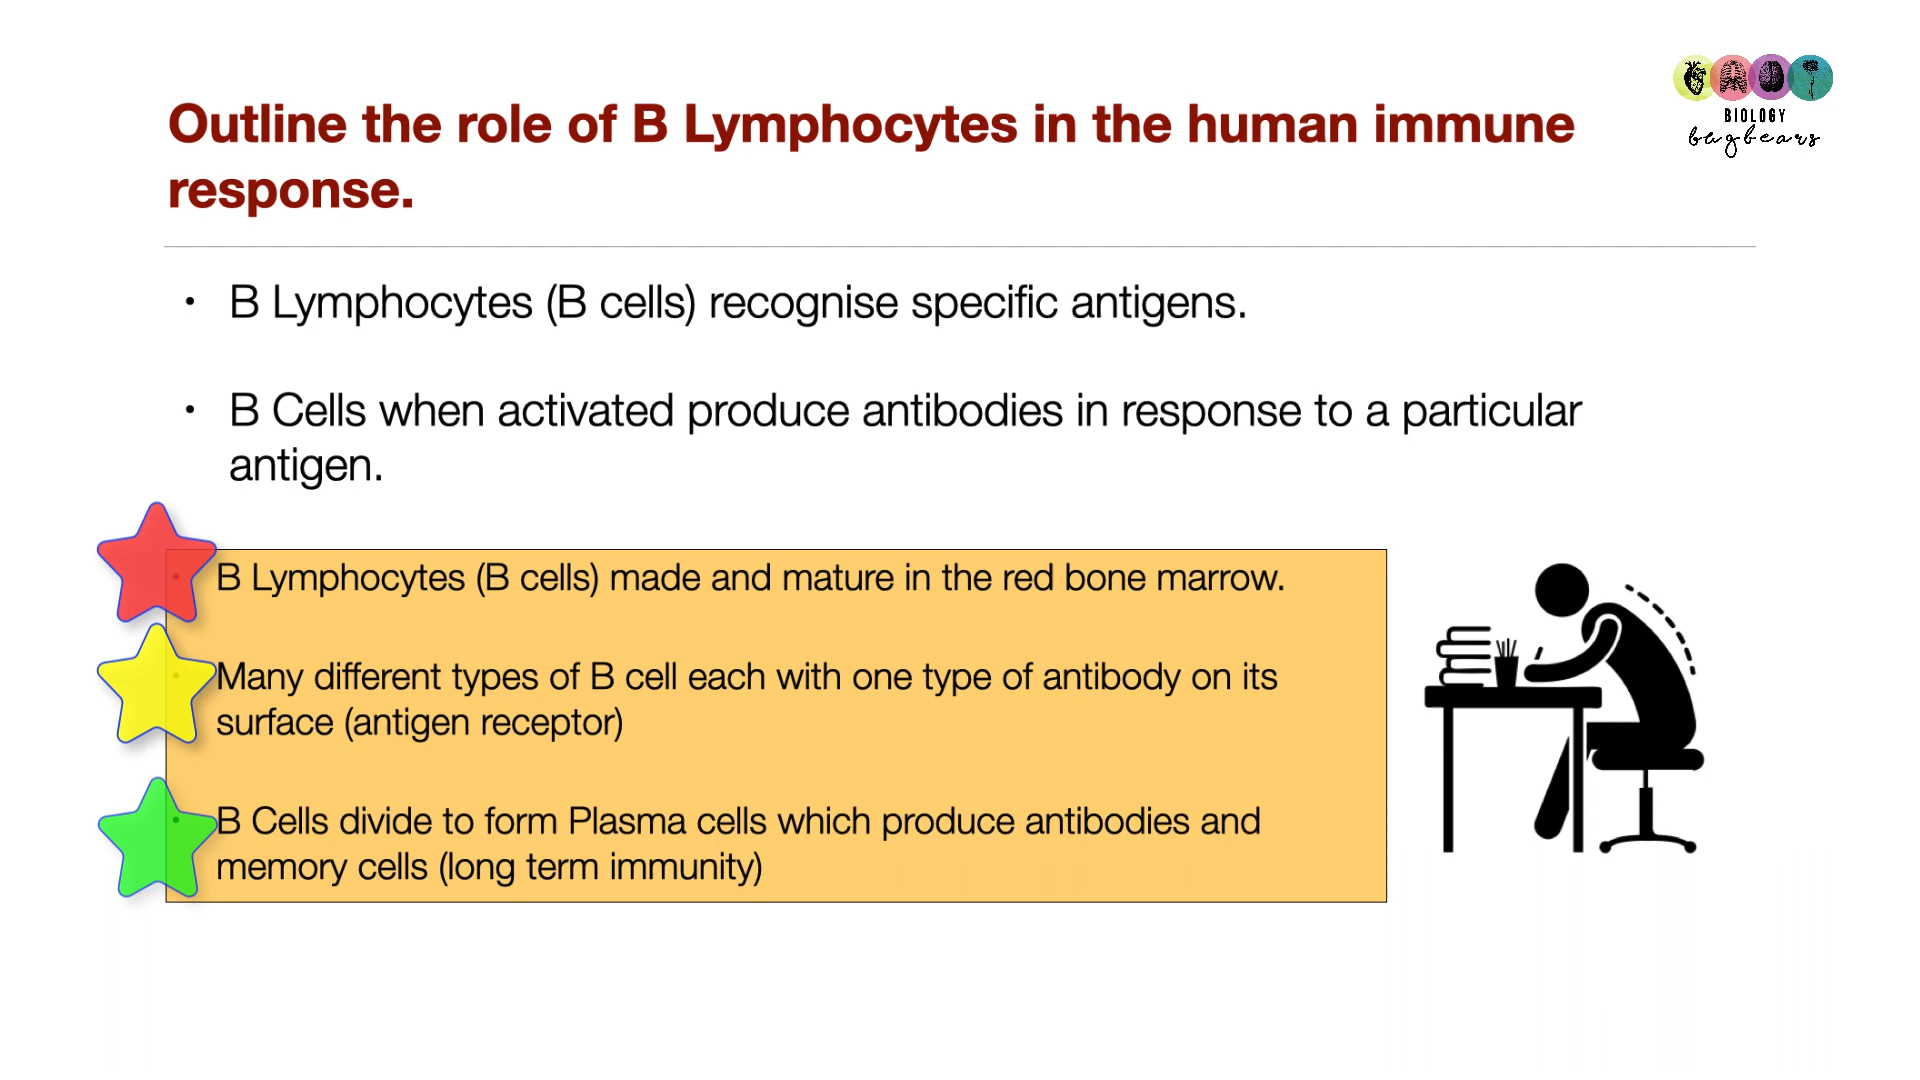 BIOLOGY
bugbears
Outline the role of B Lymphocytes in the human immune
response.
• B Lymphocytes (B cells) recognise specific antigens.
• B Cells when activated produce antibodies in response to a particular
antigen.
• B Lymphocytes (B cells) made and mature in the red bone marrow.
• Many different types of B cell each with one type of antibody on its
surface (antigen receptor)
• B Cells divide to form Plasma cells which produce antibodies and
memory cells (long term immunity)